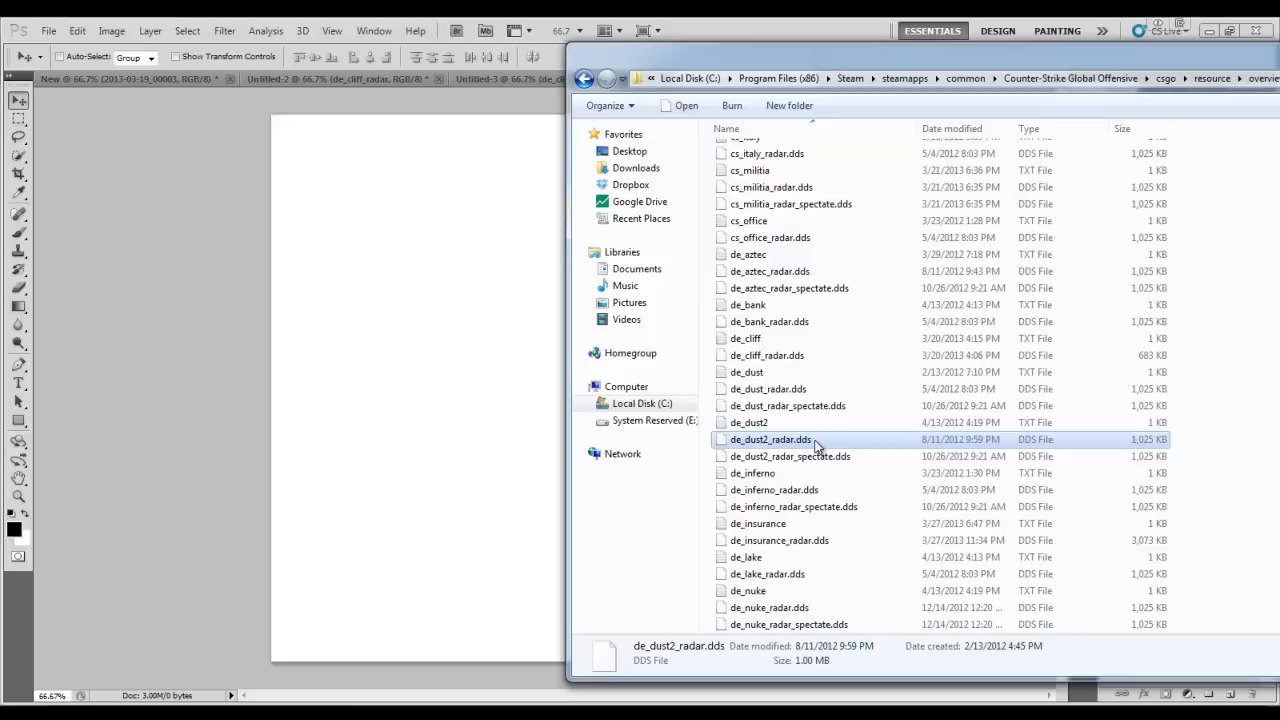 Ps File Edit Image Layer Select Filter Analysis 3D View Window Help Br Mb 66.7 ESSENTIALS DESIGN PAINTING >> CS Live
Auto-Select: Group Show Transform Controls
New @ 66.7% (2013-03-19_00003, RGB/8) * Untitled-2 @ 66.7% (de_cliff_radar, RGB/8) * Untitled-3 @ 66.7% (de_cl
« Local Disk (C:) Program Files (x86) Steam steamapps common Counter-Strike Global Offensive csgo resource overvie
Organize Open Burn New folder
Name Date modified Type Size
Favorites
Desktop
Downloads
Dropbox
Google Drive
Recent Places
Libraries
Documents
Music
Pictures
Videos
Homegroup
Computer
Local Disk (C:)
System Reserved (E:
Network
cs_italy
cs_italy_radar.dds 5/4/2012 8:03 PM DDS File 1,025 KB
cs_militia 3/21/2013 6:36 PM TXT File 1 KB
cs_militia_radar.dds 3/21/2013 6:35 PM DDS File 1,025 KB
cs_militia_radar_spectate.dds 3/21/2013 6:35 PM DDS File 1,025 KB
cs_office 3/23/2012 1:28 PM TXT File 1 KB
cs_office_radar.dds 5/4/2012 8:03 PM DDS File 1,025 KB
de_aztec 3/29/2012 7:18 PM TXT File 1 KB
de_aztec_radar.dds 8/11/2012 9:43 PM DDS File 1,025 KB
de_aztec_radar_spectate.dds 10/26/2012 9:21 AM DDS File 1,025 KB
de_bank 4/13/2012 4:13 PM TXT File 1 KB
de_bank_radar.dds 5/4/2012 8:03 PM DDS File 1,025 KB
de_cliff 3/20/2013 4:15 PM TXT File 1 KB
de_cliff_radar.dds 3/20/2013 4:06 PM DDS File 683 KB
de_dust 2/13/2012 7:10 PM TXT File 1 KB
de_dust_radar.dds 5/4/2012 8:03 PM DDS File 1,025 KB
de_dust_radar_spectate.dds 10/26/2012 9:21 AM DDS File 1,025 KB
de_dust2 4/13/2012 4:19 PM TXT File 1 KB
de_dust2_radar.dds 8/11/2012 9:59 PM DDS File 1,025 KB
de_dust2_radar_spectate.dds 10/26/2012 9:21 AM DDS File 1,025 KB
de_inferno 3/23/2012 1:30 PM TXT File 1 KB
de_inferno_radar.dds 5/4/2012 8:03 PM DDS File 1,025 KB
de_inferno_radar_spectate.dds 10/26/2012 9:21 AM DDS File 1,025 KB
de_insurance 3/27/2013 6:47 PM TXT File 1 KB
de_insurance_radar.dds 3/27/2013 11:34 PM DDS File 3,073 KB
de_lake 4/13/2012 4:13 PM TXT File 1 KB
de_lake_radar.dds 5/4/2012 8:03 PM DDS File 1,025 KB
de_nuke 4/13/2012 4:19 PM TXT File 1 KB
de_nuke_radar.dds 12/14/2012 12:20 ... DDS File 1,025 KB
de_nuke_radar_spectate.dds 12/14/2012 12:20 ... DDS File 1,025 KB
de_dust2_radar.dds Date modified: 8/11/2012 9:59 PM Date created: 2/13/2012 4:45 PM
DDS File Size: 1.00 MB
66.67% Doc: 3.00M/0 bytes